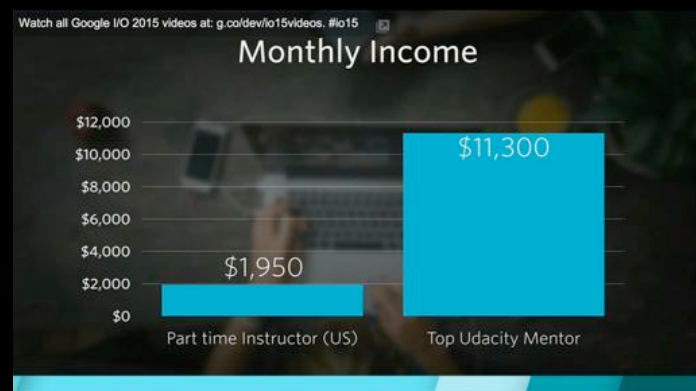 Watch all Google I/O 2015 videos at: g.co/dev/io15videos. #io15
Monthly Income
$12,000
$10,000
$8,000
$6,000
$4,000
$2,000
$0
$1,950
$11,300
Part time Instructor (US)
Top Udacity Mentor